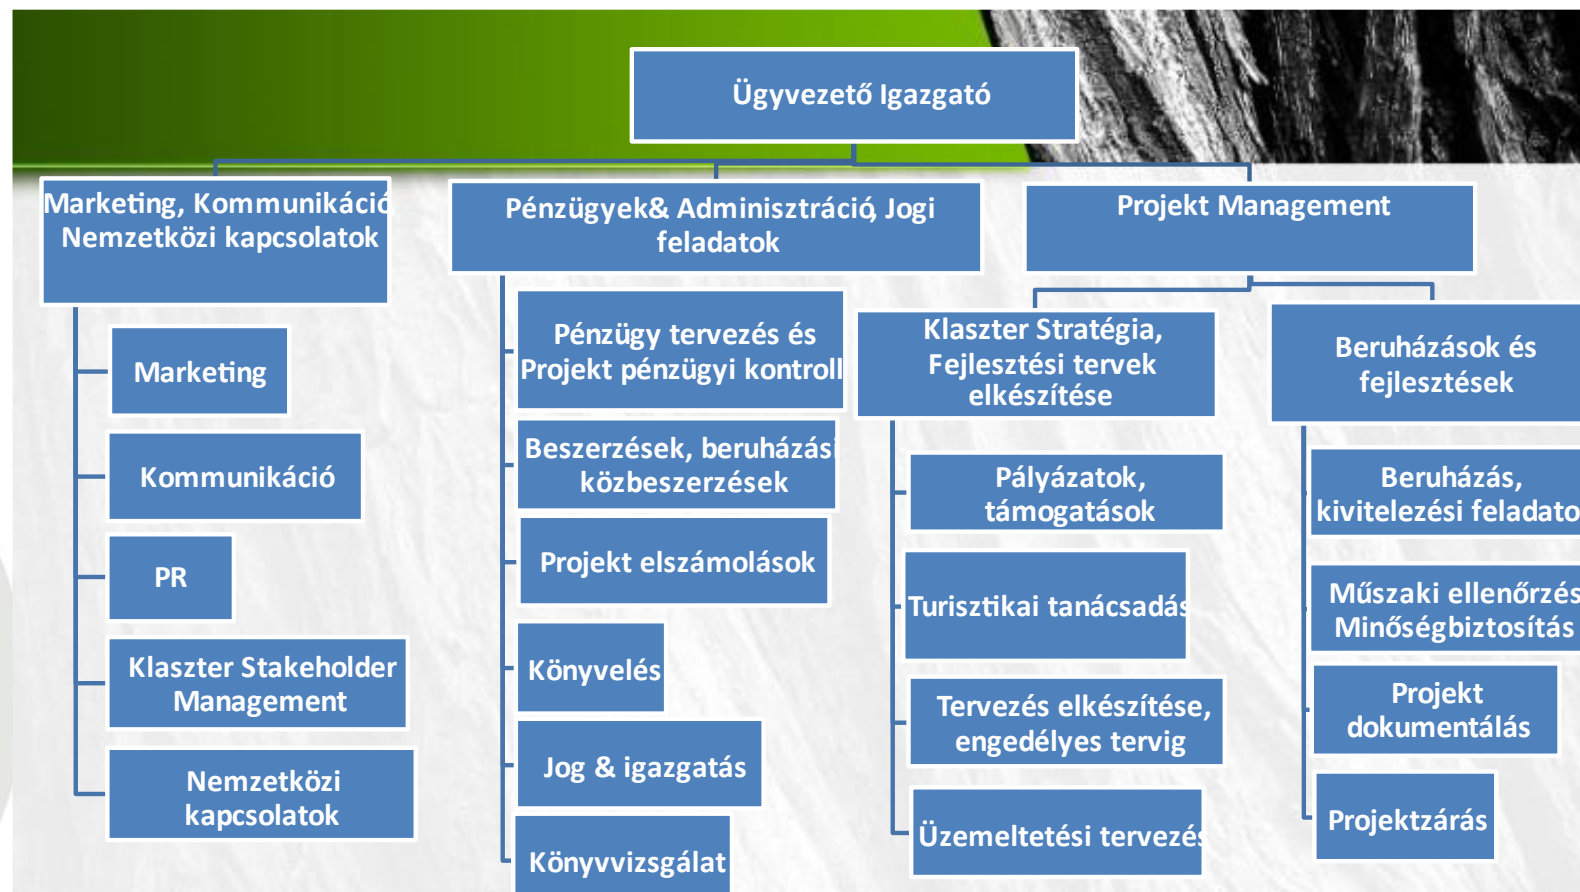 Ügyvezető Igazgató
Marketing, Kommunikáció
Nemzetközi kapcsolatok
Pénzügyek& Adminisztráció, Jogi
feladatok
Projekt Management
Marketing
Kommunikáció
PR
Klaszter Stakeholder
Management
Nemzetközi
kapcsolatok
Pénzügy tervezés és
Projekt pénzügyi kontroll
Beszerzések, beruházási
közbeszerzések
Projekt elszámolások
Könyvelés
Jog & igazgatás
Könyvvizsgálat
Klaszter Stratégia,
Fejlesztési tervek
elkészítése
Pályázatok,
támogatások
Turisztikai tanácsadás
Tervezés elkészítése,
engedélyes tervig
Üzemeltetési tervezés
Beruházások és
fejlesztések
Beruházás,
kivitelezési feladato
Műszaki ellenőrzés
Minőségbiztosítás
Projekt
dokumentálás
Projektzárás